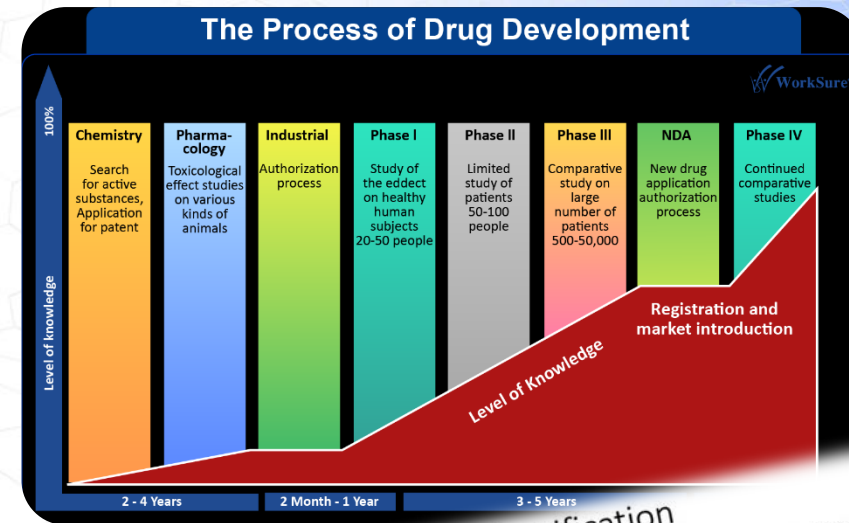 The Process of Drug Development
WorkSure
100%
Level of knowledge
Chemistry
Search
for active
substances,
Application
for patent
Pharma-
cology
Toxicological
effect studies
on various
kinds of
animals
Industrial
Authorization
process
Phase I
Study of
the eddect
on healthy
human
subjects
20-50 people
Phase II
Limited
study of
patients
50-100
people
Phase III
Comparative
study on
large
number of
patients
500-50,000
NDA
New drug
application
authorization
process
Phase IV
Continued
comparative
studies
Level of Knowledge
Registration and
market introduction
2 - 4 Years
2 Month - 1 Year
3 - 5 Years